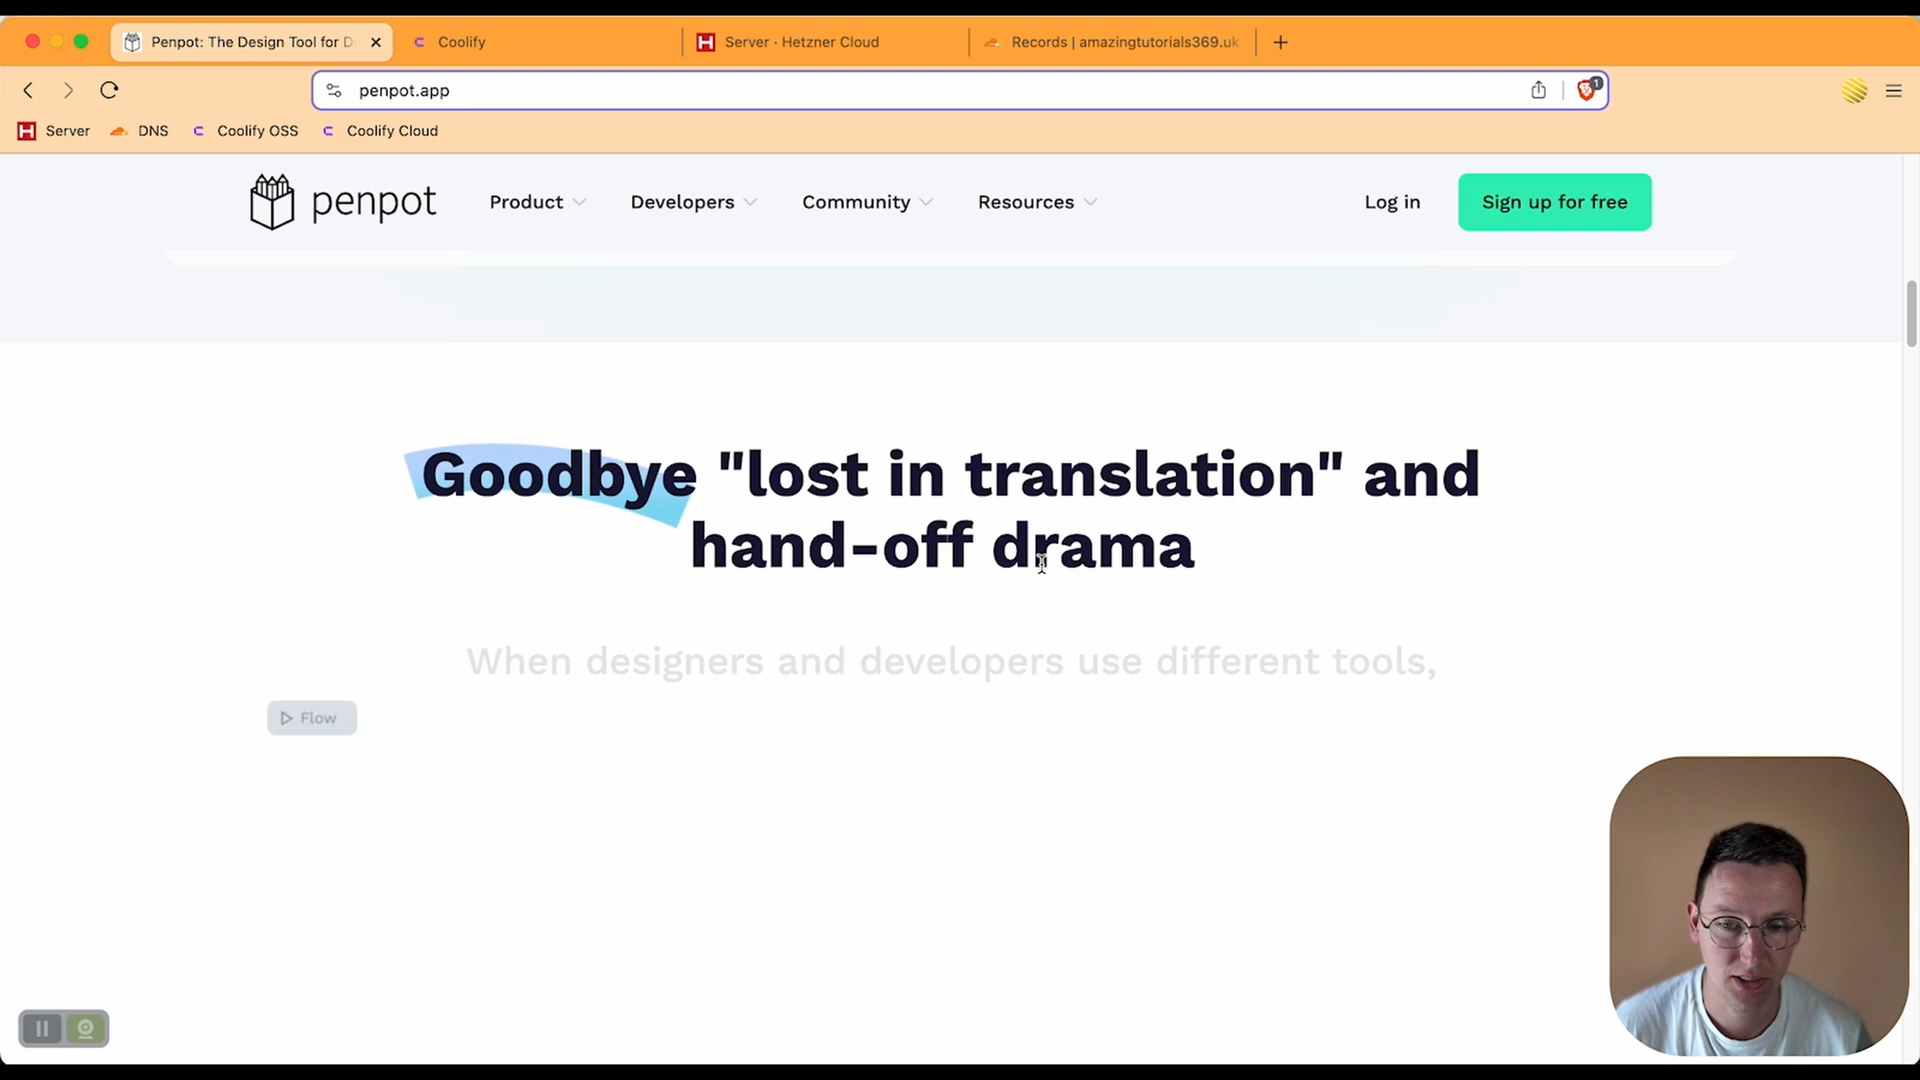 Penpot: The Design Tool for D
Coolify
Server · Hetzner Cloud
Records | amazingtutorials369.uk
penpot.app
1
Server
DNS
Coolify OSS
Coolify Cloud
penpot
Product
Developers
Community
Resources
Log in
Sign up for free
Goodbye "lost in translation" and
hand-off drama
When designers and developers use different tools,
Flow